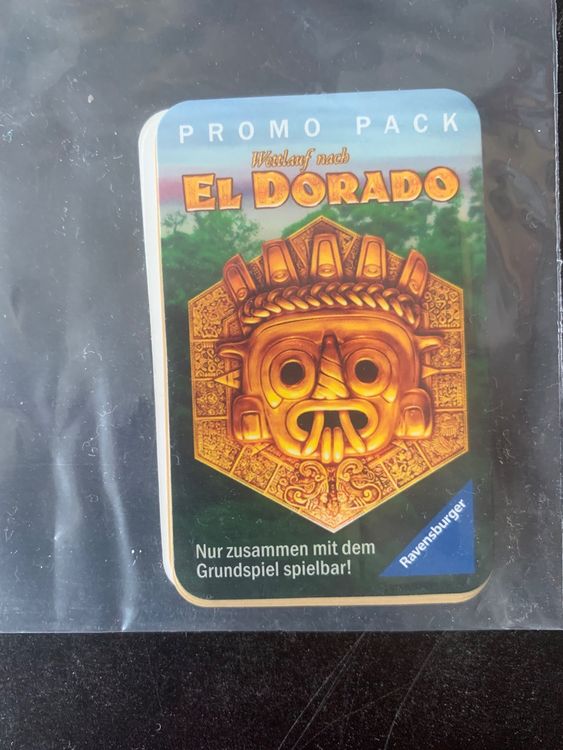 PROMO PACK
Wettlauf nach
EL DORADO
Nur zusammen mit dem
Grundspiel spielbar!
Ravensburger